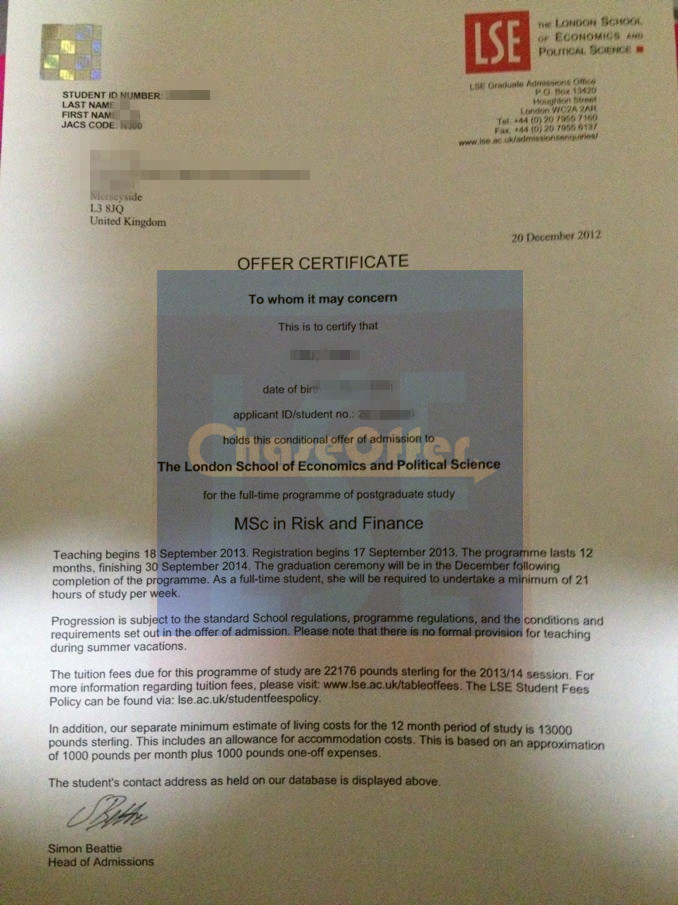 LSE
THE LONDON SCHOOL
OF ECONOMICS AND
POLITICAL SCIENCE
LSE Graduate Admissions Office
P.O. Box 13420
Houghton Street
London WC2A 2AR
Tel: +44 (0) 20 7955 7160
Fax: +44 (0) 20 7955 6137
www.lse.ac.uk/admissionsenquiries/
STUDENT ID NUMBER:
LAST NAME
FIRST NAME
JACS CODE: N300
Merseyside
L3 8JQ
United Kingdom
20 December 2012
OFFER CERTIFICATE
To whom it may concern
This is to certify that
date of birth
applicant ID/student no.:
holds this conditional offer of admission to
ChaseOffer
LSE
The London School of Economics and Political Science
for the full-time programme of postgraduate study
MSc in Risk and Finance
Teaching begins 18 September 2013. Registration begins 17 September 2013. The programme lasts 12
months, finishing 30 September 2014. The graduation ceremony will be in the December following
completion of the programme. As a full-time student, she will be required to undertake a minimum of 21
hours of study per week.
Progression is subject to the standard School regulations, programme regulations, and the conditions and
requirements set out in the offer of admission. Please note that there is no formal provision for teaching
during summer vacations.
The tuition fees due for this programme of study are 22176 pounds sterling for the 2013/14 session. For
more information regarding tuition fees, please visit: www.lse.ac.uk/tableoffees. The LSE Student Fees
Policy can be found via: lse.ac.uk/studentfeespolicy.
In addition, our separate minimum estimate of living costs for the 12 month period of study is 13000
pounds sterling. This includes an allowance for accommodation costs. This is based on an approximation
of 1000 pounds per month plus 1000 pounds one-off expenses.
The student's contact address as held on our database is displayed above.
Simon Beattie
Head of Admissions